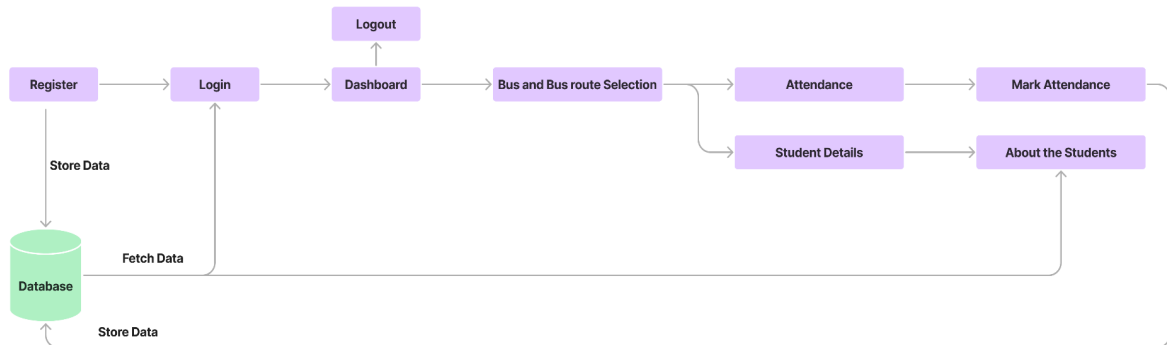 Logout
Register
Login
Dashboard
Bus and Bus route Selection
Attendance
Mark Attendance
Store Data
Student Details
About the Students
Fetch Data
Database
Store Data